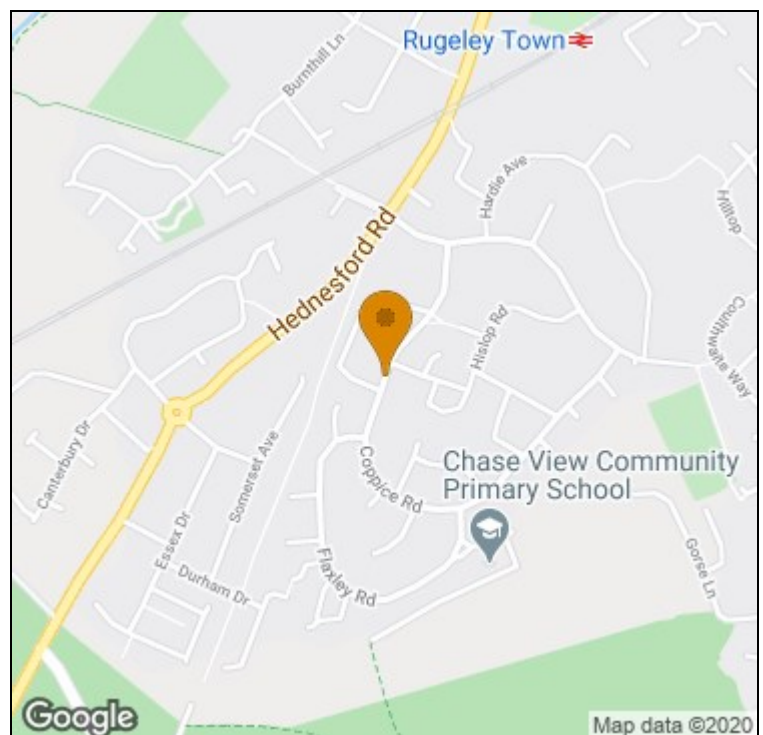 Rugeley Town
Burnthill Ln
Hardie Ave
Hilltop
Hednesford Rd
Hislop Rd
Coulthwaite Way
Canterbury Dr
Somerset Ave
Chase View Community
Primary School
Coppice Rd
Essex Dr
Durham Dr
Flaxley Rd
Gorse Ln
Google
Map data ©2020